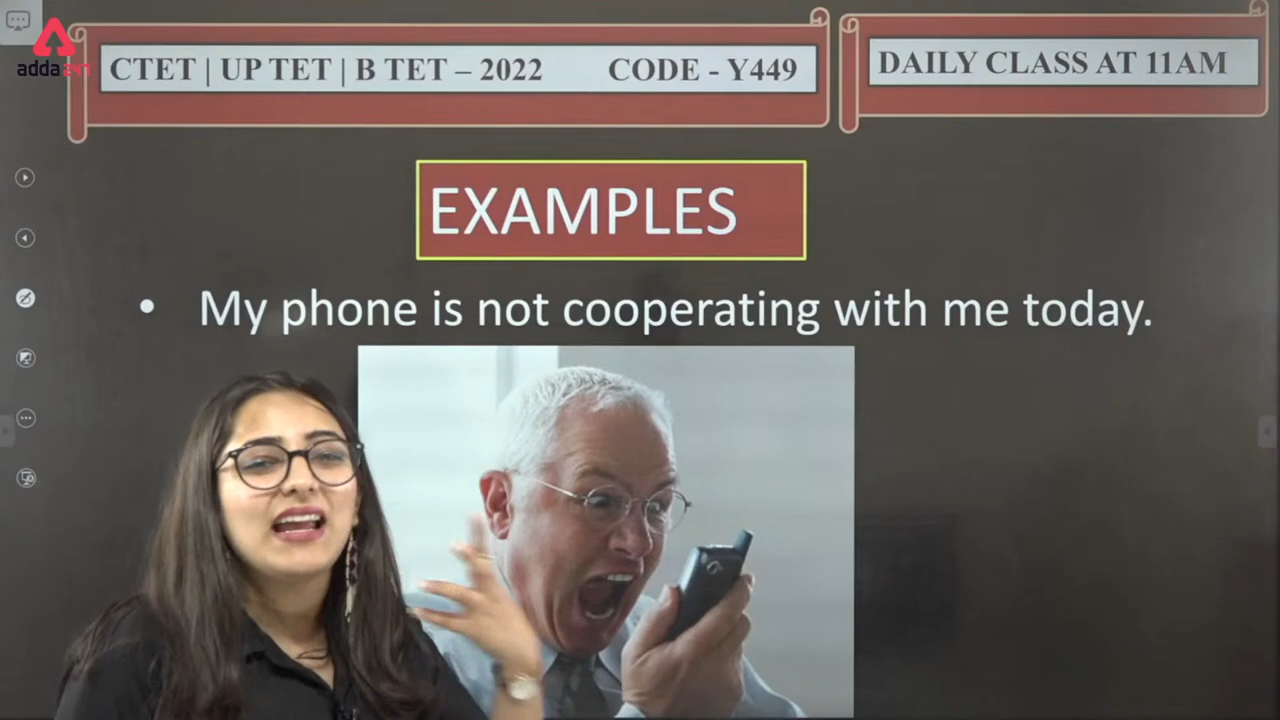 adda247
CTET | UP TET | B TET – 2022 CODE - Y449
DAILY CLASS AT 11AM
EXAMPLES
• My phone is not cooperating with me today.